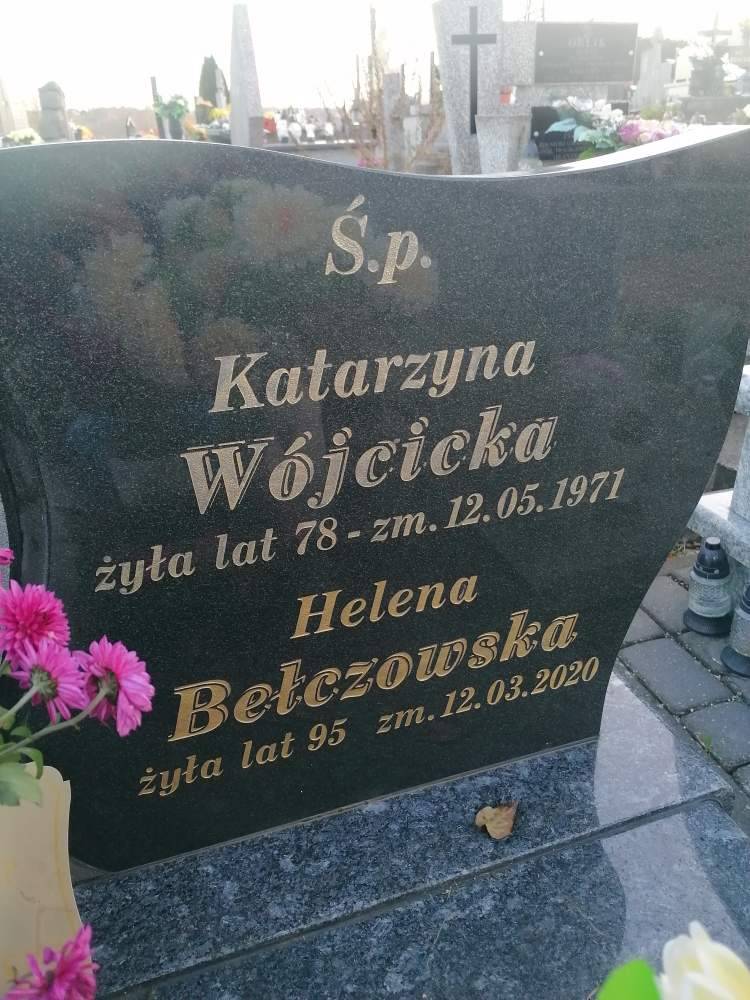 Ś.p.
Katarzyna
Wójcicka
żyła lat 78 - zm. 12.05.1971
Helena
Bełczowska
żyła lat 95 zm. 12.03.2020